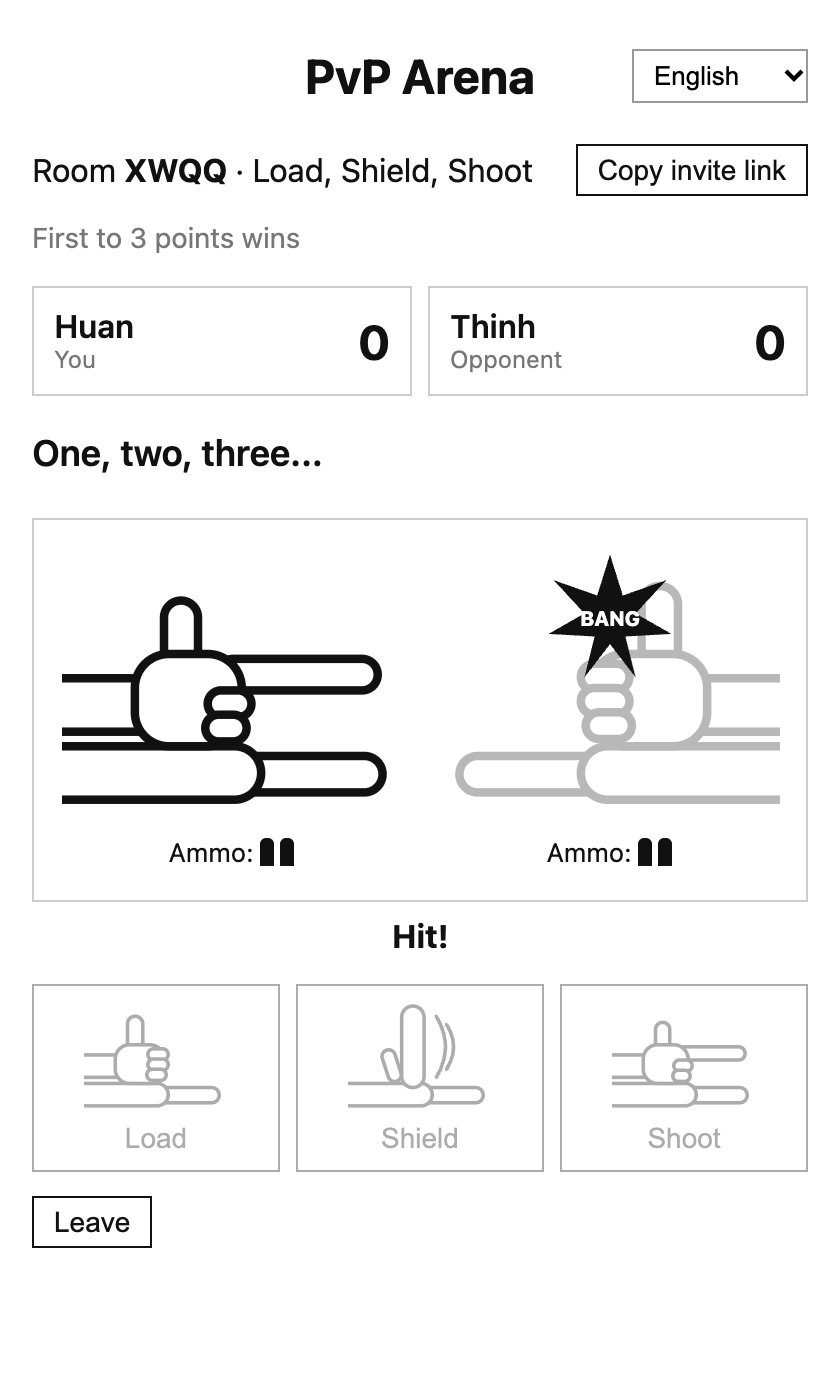 PvP Arena
English
Room XWQQ · Load, Shield, Shoot
Copy invite link
First to 3 points wins
Huan
You
0
Thinh
Opponent
0
One, two, three...
BANG
Ammo:
Ammo:
Hit!
Load
Shield
Shoot
Leave